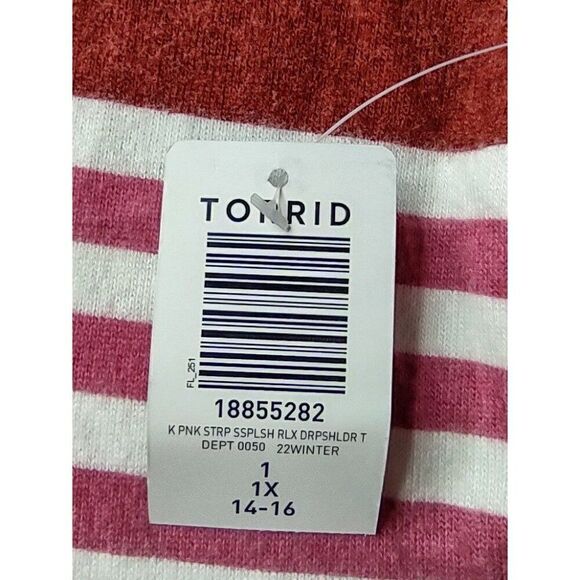 TORRID
FL_251
18855282
K PNK STRP SSPLSH RLX DRPSHLDR T
DEPT 0050 22WINTER
1
1X
14-16